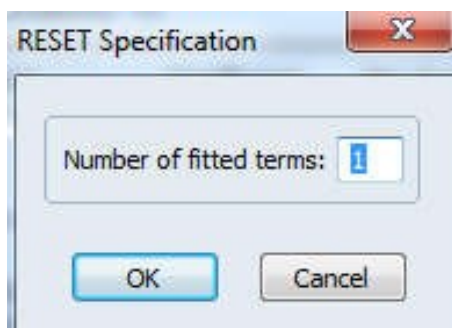 RESET Specification
Number of fitted terms: 1
OK
Cancel